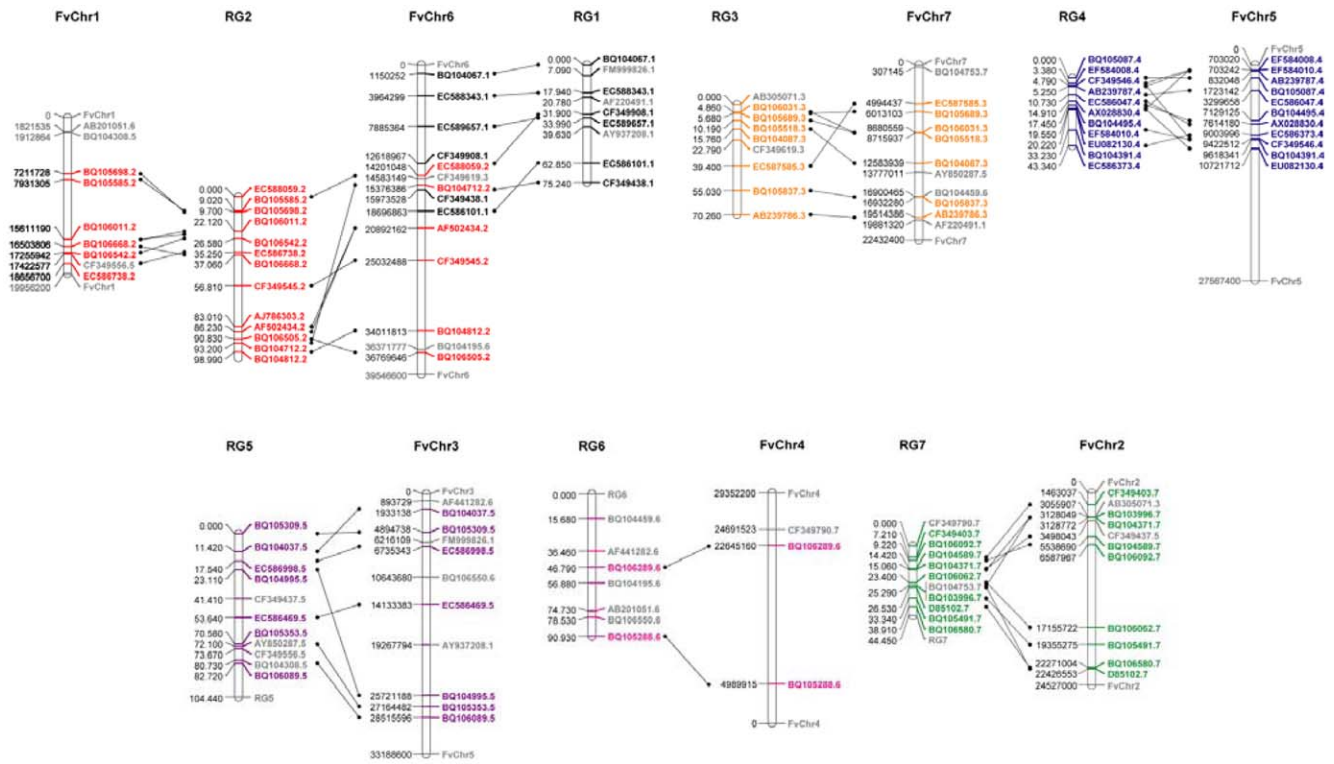 FvChr1
0 FvChr1
1821535 AB201051.6
1912864 BQ104308.5
7211728 BQ105698.2
7931305 BQ105585.2
15611190 BQ106011.2
16503806 BQ106668.2
17255942 BQ106542.2
17422577 CF349556.5
18656700 EC586738.2
19956200 FvChr1
RG2
0.000 EC588059.2
9.020 BQ105585.2
9.700 BQ105698.2
22.120 BQ106011.2
26.580 BQ106542.2
35.250 EC586738.2
37.060 BQ106668.2
56.810 CF349545.2
83.010 AJ786303.2
86.230 AF502434.2
90.830 BQ106505.2
93.200 BQ104712.2
98.990 BQ104812.2
FvChr6
0 FvChr6
1150252 BQ104067.1
3964299 EC588343.1
7885364 EC589657.1
12618967 CF349908.1
14201048 EC588059.2
14583149 CF349619.3
15376386 BQ104712.2
15973528 CF349438.1
18696863 EC586101.1
20892162 AF502434.2
25032488 CF349545.2
34011813 BQ104812.2
36371777 BQ104195.6
36769646 BQ106505.2
39546600 FvChr6
RG1
0.000 BQ104067.1
7.090 FM999826.1
17.940 EC588343.1
20.780 AF220491.1
31.900 CF349908.1
33.990 EC589657.1
39.630 AY937208.1
62.850 EC586101.1
75.240 CF349438.1
RG3
0.000 AB305071.3
4.860 BQ106031.3
5.680 BQ105689.3
10.190 BQ105518.3
15.760 BQ104087.3
22.790 CF349619.3
39.400 EC587585.3
55.030 BQ105837.3
70.260 AB239786.3
FvChr7
0 FvChr7
307145 BQ104753.7
4994437 EC587585.3
6013103 BQ105689.3
8680559 BQ106031.3
8715937 BQ105518.3
12583939 BQ104087.3
13777011 AY850287.5
16900465 BQ104459.6
16932280 BQ105837.3
19514386 AB239786.3
19881320 AF220491.1
22432400 FvChr7
RG4
0.000 BQ105087.4
3.380 EF584008.4
4.790 CF349546.4
5.250 AB239787.4
10.730 EC586047.4
14.910 AX028830.4
17.450 BQ104495.4
19.550 EF584010.4
20.220 EU082130.4
33.230 BQ104391.4
43.340 EC586373.4
FvChr5
0 FvChr5
703020 EF584008.4
703242 EF584010.4
832048 AB239787.4
1723142 BQ105087.4
3299658 EC586047.4
7129125 BQ104495.4
7614180 AX028830.4
9003996 EC586373.4
9422512 CF349546.4
9618341 BQ104391.4
10721712 EU082130.4
27567400 FvChr5
RG5
0.000 BQ105309.5
11.420 BQ104037.5
17.540 EC586998.5
23.110 BQ104995.5
41.410 CF349437.5
53.640 EC586469.5
70.580 BQ105353.5
72.100 AY850287.5
73.670 CF349556.5
80.730 BQ104308.5
82.720 BQ106089.5
104.440 RG5
FvChr3
0 FvChr3
893729 AF441282.6
1933138 BQ104037.5
4894738 BQ105309.5
6216109 FM999826.1
6735343 EC586998.5
10643680 BQ106550.6
14133383 EC586469.5
19267794 AY937208.1
25721188 BQ104995.5
27164482 BQ105353.5
28515596 BQ106089.5
33188600 FvChr5
RG6
0.000 RG6
15.680 BQ104459.6
36.460 AF441282.6
46.790 BQ106289.6
56.880 BQ104195.6
74.730 AB201051.6
78.530 BQ106550.6
90.930 BQ105288.6
FvChr4
29352200 FvChr4
24691523 CF349790.7
22645160 BQ106289.6
4989915 BQ105288.6
0 FvChr4
RG7
0.000 CF349790.7
7.210 CF349403.7
9.220 BQ106092.7
14.420 BQ104589.7
15.060 BQ104371.7
23.400 BQ106062.7
25.290 BQ104753.7
BQ103996.7
26.530 D85102.7
33.340 BQ105491.7
38.910 BQ106580.7
44.450 RG7
FvChr2
0 FvChr2
1463037 CF349403.7
3055907 AB305071.3
3128049 BQ103996.7
3128772 BQ104371.7
3498043 CF349437.5
5538690 BQ104589.7
6587967 BQ106092.7
17155722 BQ106062.7
19355275 BQ105491.7
22271004 BQ106580.7
22426553 D85102.7
24527000 FvChr2